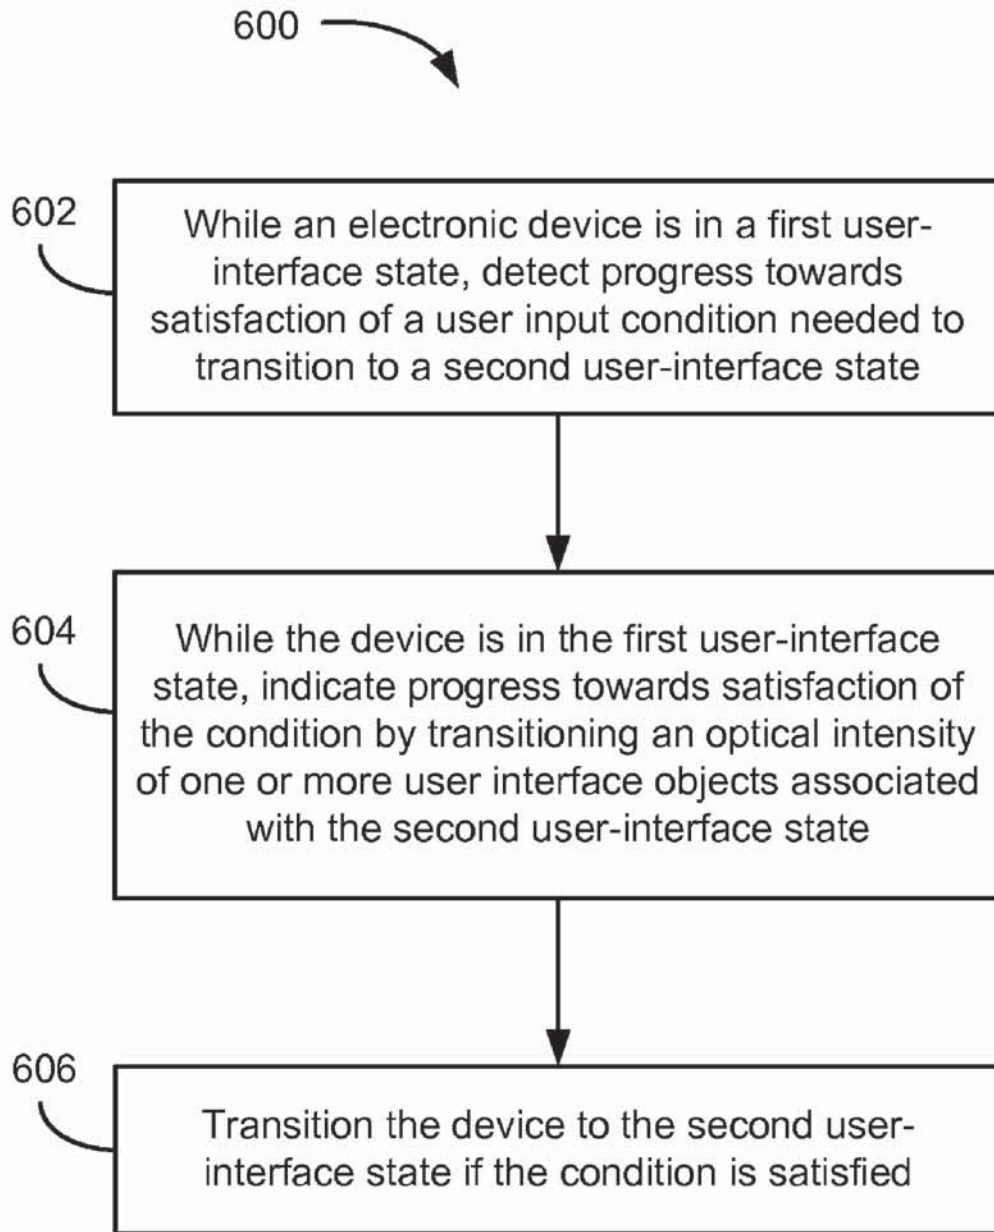 600
602
While an electronic device is in a first user-
interface state, detect progress towards
satisfaction of a user input condition needed to
transition to a second user-interface state
604
While the device is in the first user-interface
state, indicate progress towards satisfaction of
the condition by transitioning an optical intensity
of one or more user interface objects associated
with the second user-interface state
606
Transition the device to the second user-
interface state if the condition is satisfied